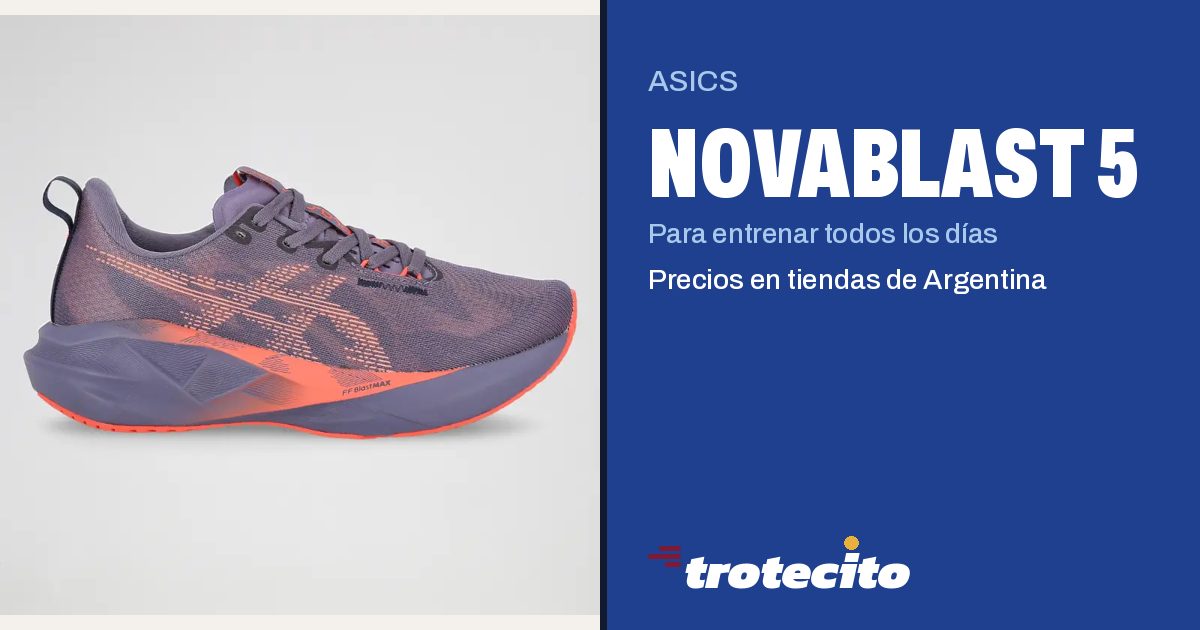 ASICS
NOVABLAST 5
Para entrenar todos los días
Precios en tiendas de Argentina
FF BlastMAX
trotecito